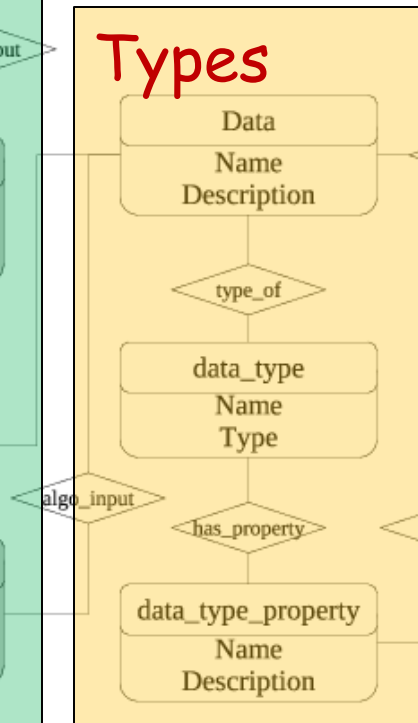 Types
Data
Name
Description
type_of
data_type
Name
Type
algo_input
has_property
data_type_property
Name
Description